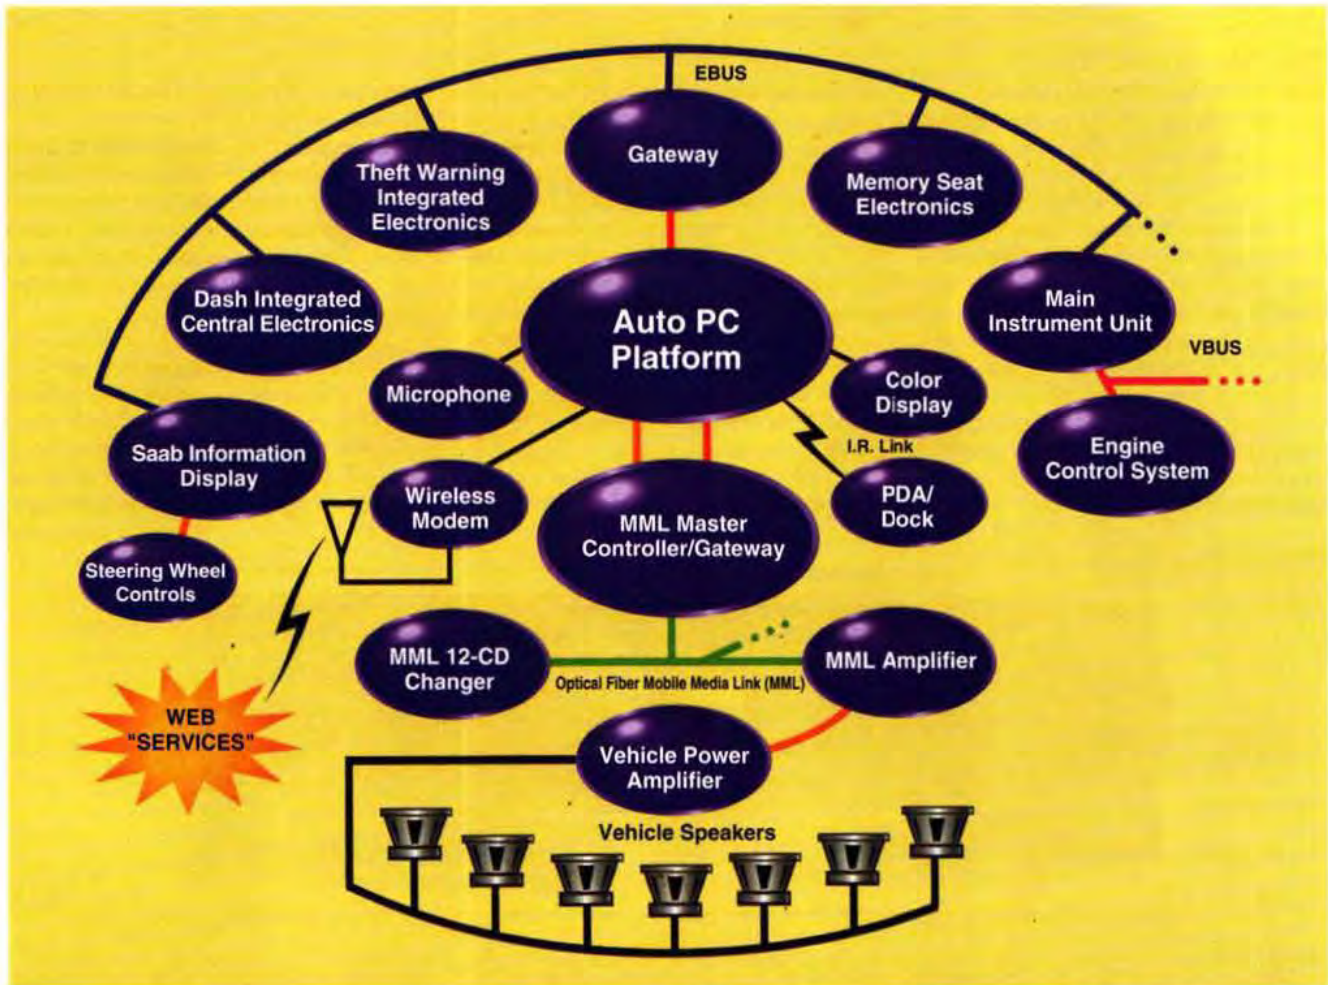 EBUS
Gateway
Theft Warning
Integrated
Electronics
Memory Seat
Electronics
Dash Integrated
Central Electronics
Auto PC
Platform
Main
Instrument Unit
VBUS
Microphone
Color
Display
Saab Information
Display
I.R. Link
Engine
Control System
Wireless
Modem
PDA/
Dock
MML Master
Controller/Gateway
Steering Wheel
Controls
MML 12-CD
Changer
MML Amplifier
Optical Fiber Mobile Media Link (MML)
WEB
"SERVICES"
Vehicle Power
Amplifier
Vehicle Speakers